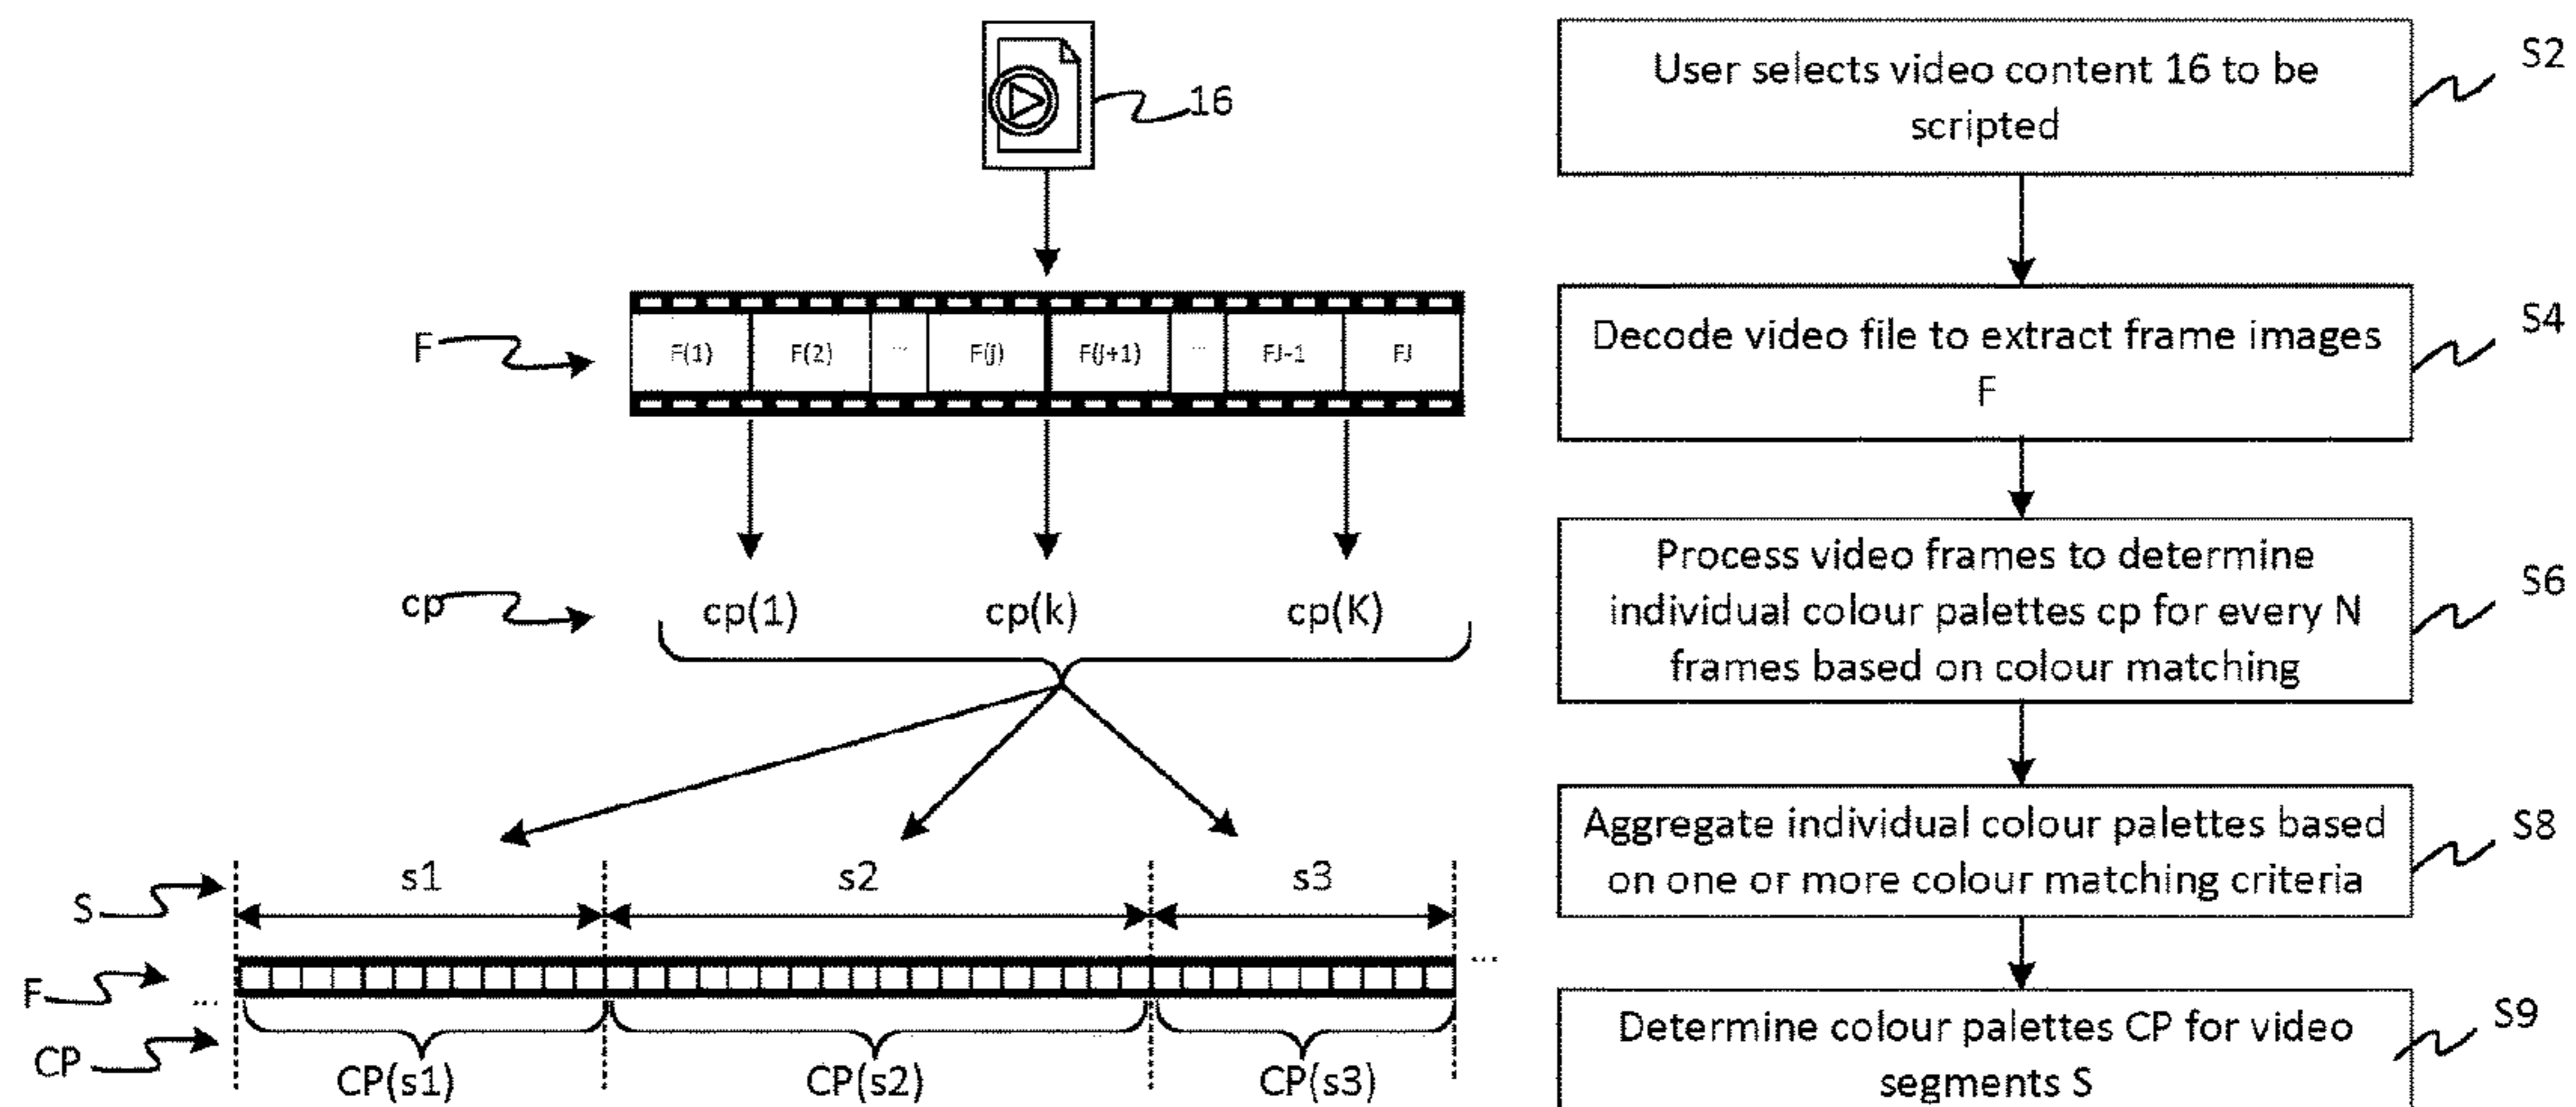 16
F
F(1) F(2) ... F(j) F(j+1) ... FJ-1 FJ
cp
cp(1) cp(k) cp(K)
S
s1 s2 s3
F
...
...
CP
CP(s1) CP(s2) CP(s3)
User selects video content 16 to be
scripted
S2
Decode video file to extract frame images
F
S4
Process video frames to determine
individual colour palettes cp for every N
frames based on colour matching
S6
Aggregate individual colour palettes based
on one or more colour matching criteria
S8
Determine colour palettes CP for video
segments S
S9